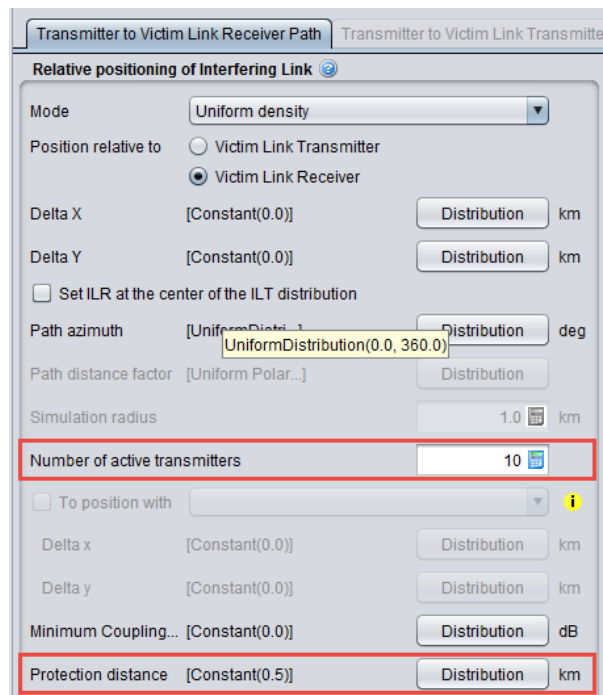 Transmitter to Victim Link Receiver Path Transmitter to Victim Link Transmitte
Relative positioning of Interfering Link
Mode Uniform density
Position relative to Victim Link Transmitter
Victim Link Receiver
Delta X [Constant(0.0)] Distribution km
Delta Y [Constant(0.0)] Distribution km
Set ILR at the center of the ILT distribution
Path azimuth [UniformDistri...] Distribution deg
UniformDistribution(0.0, 360.0)
Path distance factor [Uniform Polar...] Distribution
Simulation radius 1.0 km
Number of active transmitters 10
To position with i
Delta x [Constant(0.0)] Distribution km
Delta y [Constant(0.0)] Distribution km
Minimum Coupling... [Constant(0.0)] Distribution dB
Protection distance [Constant(0.5)] Distribution km